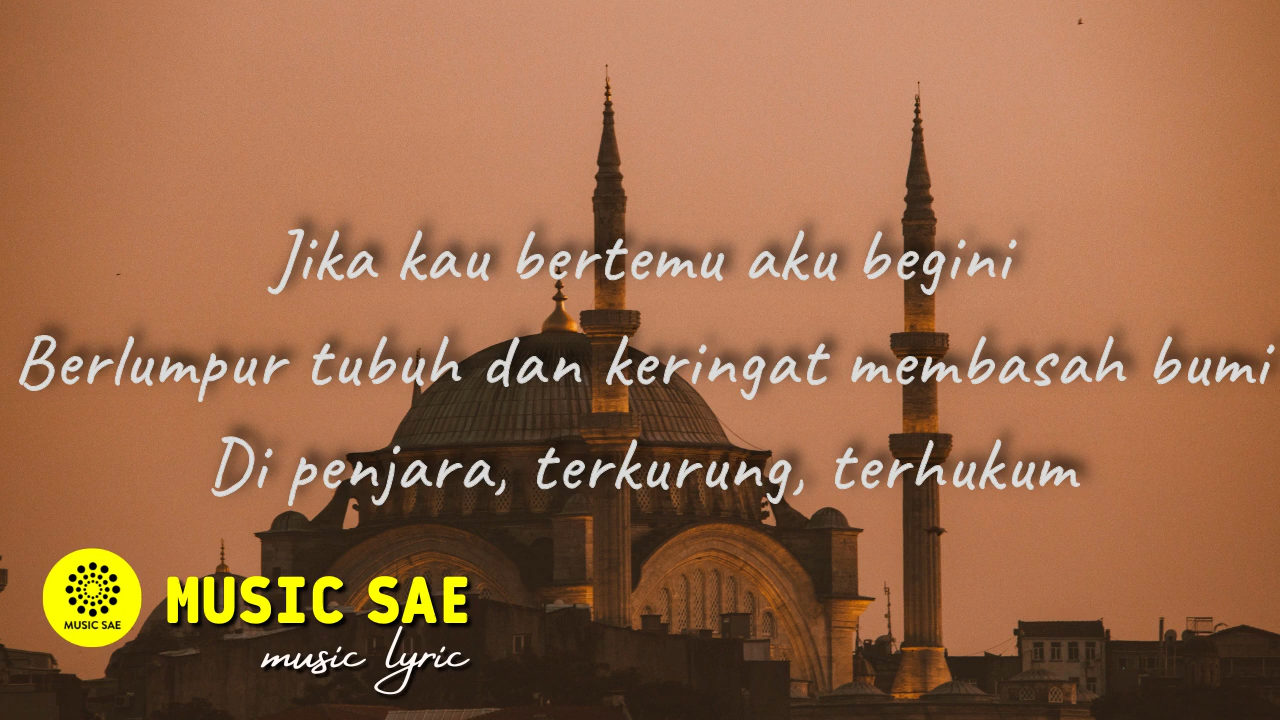 Jika kau bertemu aku begini
Berlumpur tubuh dan keringat membasah bumi
Di penjara, terkurung, terhukum
MUSIC SAE
MUSIC SAE
music lyric